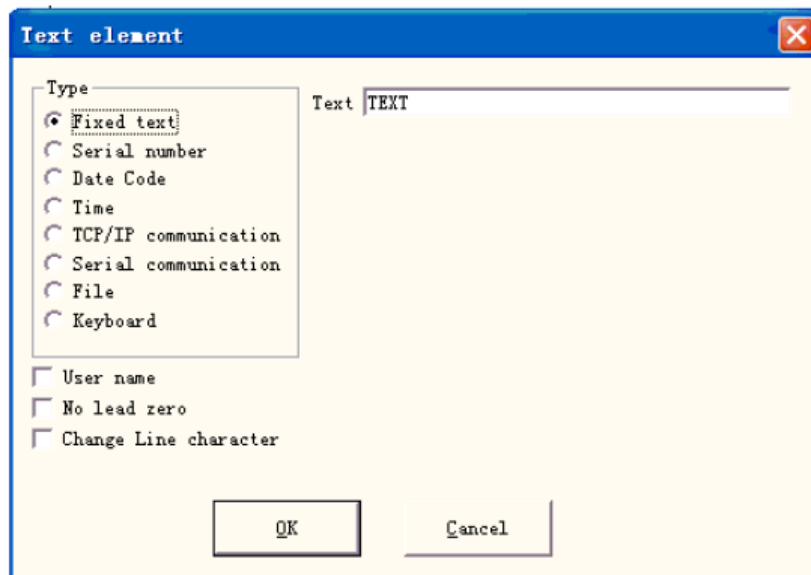 Text element
Type
Fixed text
Serial number
Date Code
Time
TCP/IP communication
Serial communication
File
Keyboard
Text TEXT
User name
No lead zero
Change Line character
OK
Cancel